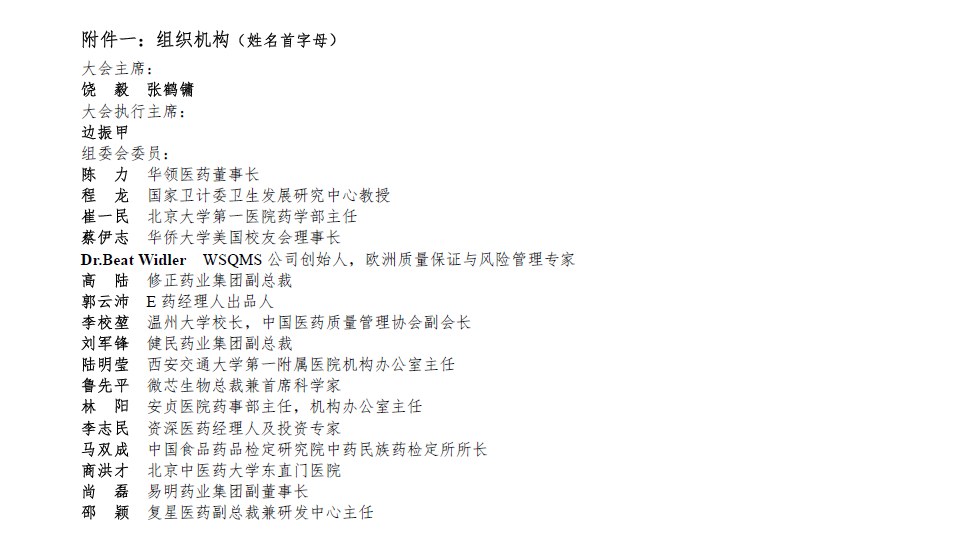 附件一：组织机构（姓名首字母）
大会主席：
饶　毅　张鹤镛
大会执行主席：
边振甲
组委会委员：
陈　力　华领医药董事长
程　龙　国家卫计委卫生发展研究中心教授
崔一民　北京大学第一医院药学部主任
蔡伊志　华侨大学美国校友会理事长
Dr.Beat Widler　WSQMS 公司创始人，欧洲质量保证与风险管理专家
高　陆　修正药业集团副总裁
郭云沛　E 药经理人出品人
李校堃　温州大学校长，中国医药质量管理协会副会长
刘军锋　健民药业集团副总裁
陆明莹　西安交通大学第一附属医院机构办公室主任
鲁先平　微芯生物总裁兼首席科学家
林　阳　安贞医院药事部主任，机构办公室主任
李志民　资深医药经理人及投资专家
马双成　中国食品药品检定研究院中药民族药检定所所长
商洪才　北京中医药大学东直门医院
尚　磊　易明药业集团副董事长
邵　颖　复星医药副总裁兼研发中心主任